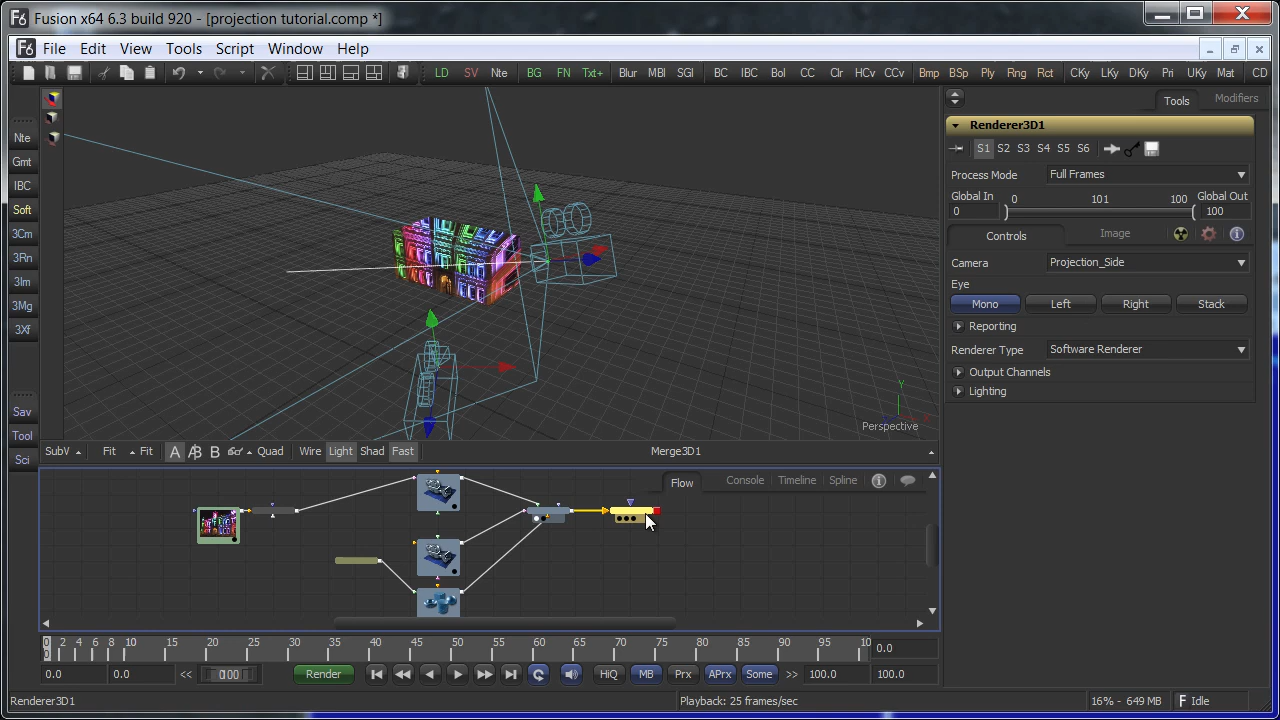 Fusion x64 6.3 build 920 - [projection tutorial.comp *]
File Edit View Tools Script Window Help
LD SV Nte BG FN Txt+ Blur MBl SGl BC IBC Bol CC Clr HCv CCv Bmp BSp Ply Rng Rct CKy LKy DKy Pri UKy Mat CD
Tools Modifiers
Nte
Gmt
IBC
Soft
3Cm
3Rn
3Im
3Mg
3Xf
Sav
Tool
Sci
Renderer3D1
S1 S2 S3 S4 S5 S6
Process Mode Full Frames
Global In 0 101 100 Global Out
0 100
Controls Image
Camera Projection_Side
Eye
Mono Left Right Stack
Reporting
Renderer Type Software Renderer
Output Channels
Lighting
Y
Perspective
SubV Fit Fit A A|B B Quad Wire Light Shad Fast Merge3D1
Flow Console Timeline Spline
0 2 4 6 8 10 15 20 25 30 35 40 45 50 55 60 65 70 75 80 85 90 95 10
0 0.0
0.0 0.0 << 100 Render HiQ MB Prx APrx Some >> 100.0 100.0
Renderer3D1 Playback: 25 frames/sec 16% - 649 MB Idle